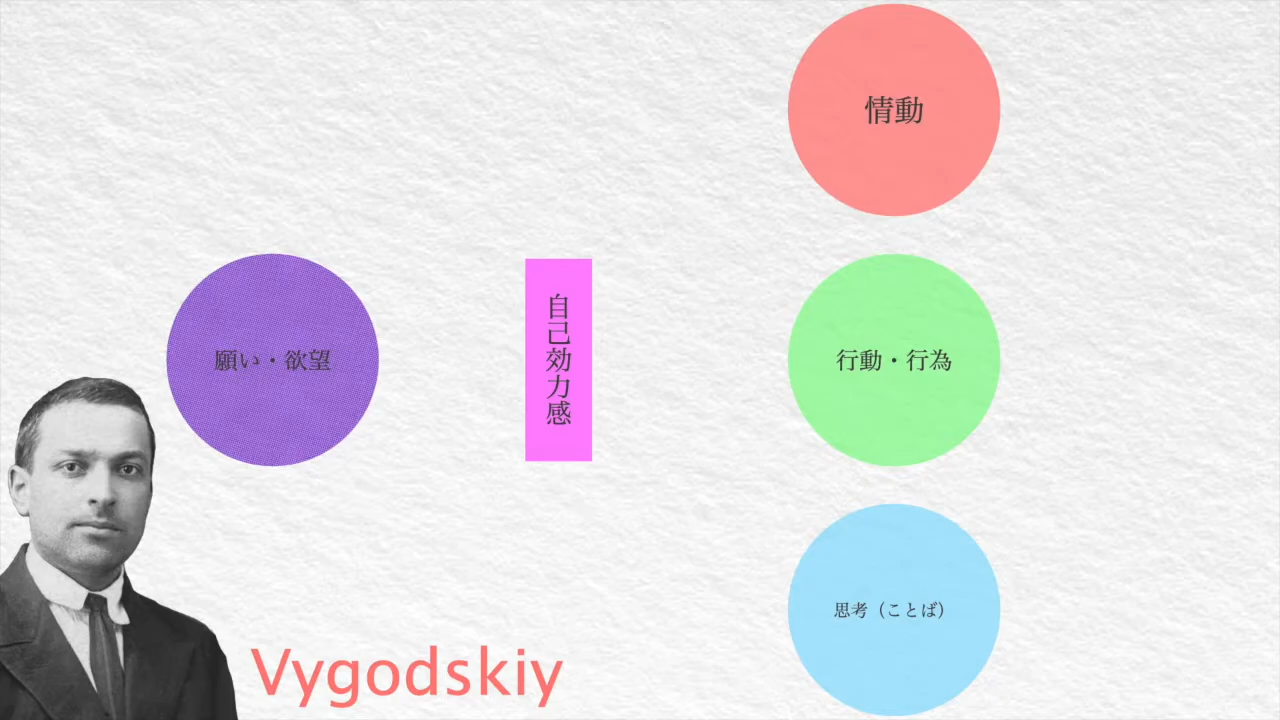 情動
願い・欲望
自己効力感
行動・行為
思考（ことば）
Vygodskiy